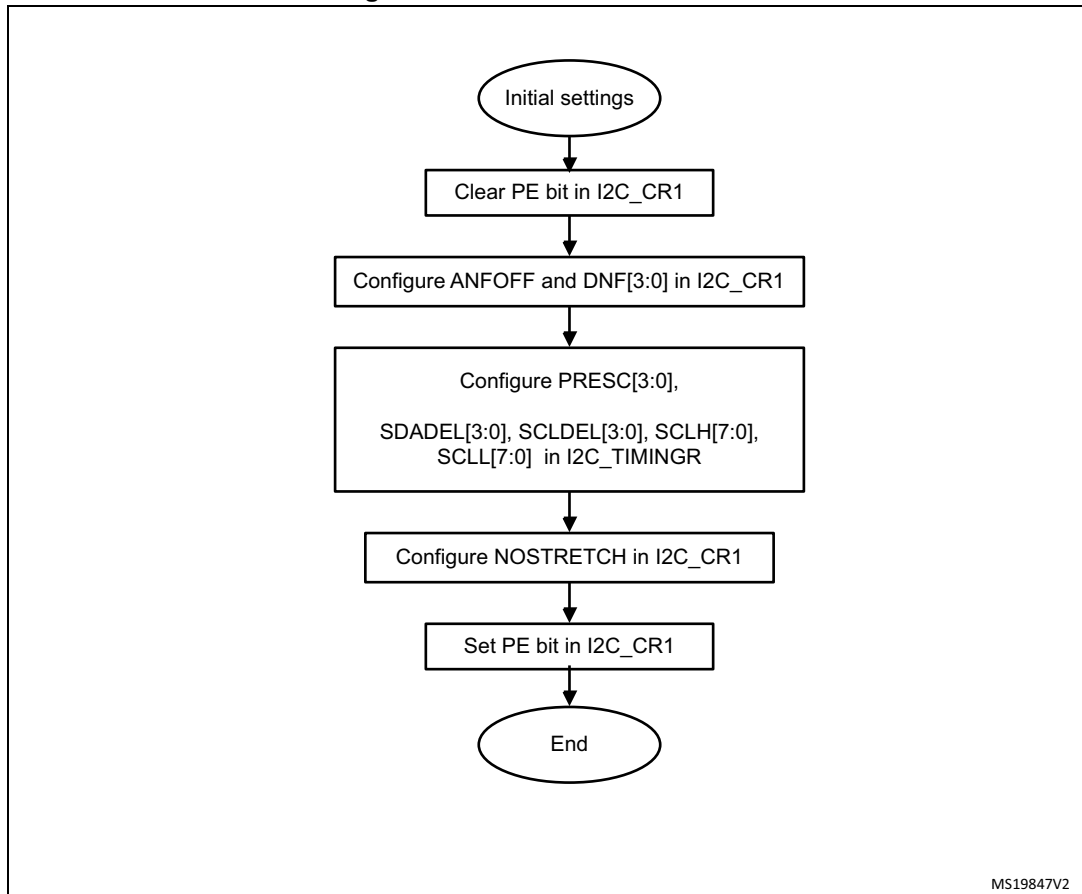 Initial settings
Clear PE bit in I2C_CR1
Configure ANFOFF and DNF[3:0] in I2C_CR1
Configure PRESC[3:0],
SDADEL[3:0], SCLDEL[3:0], SCLH[7:0],
SCLL[7:0] in I2C_TIMINGR
Configure NOSTRETCH in I2C_CR1
Set PE bit in I2C_CR1
End
MS19847V2